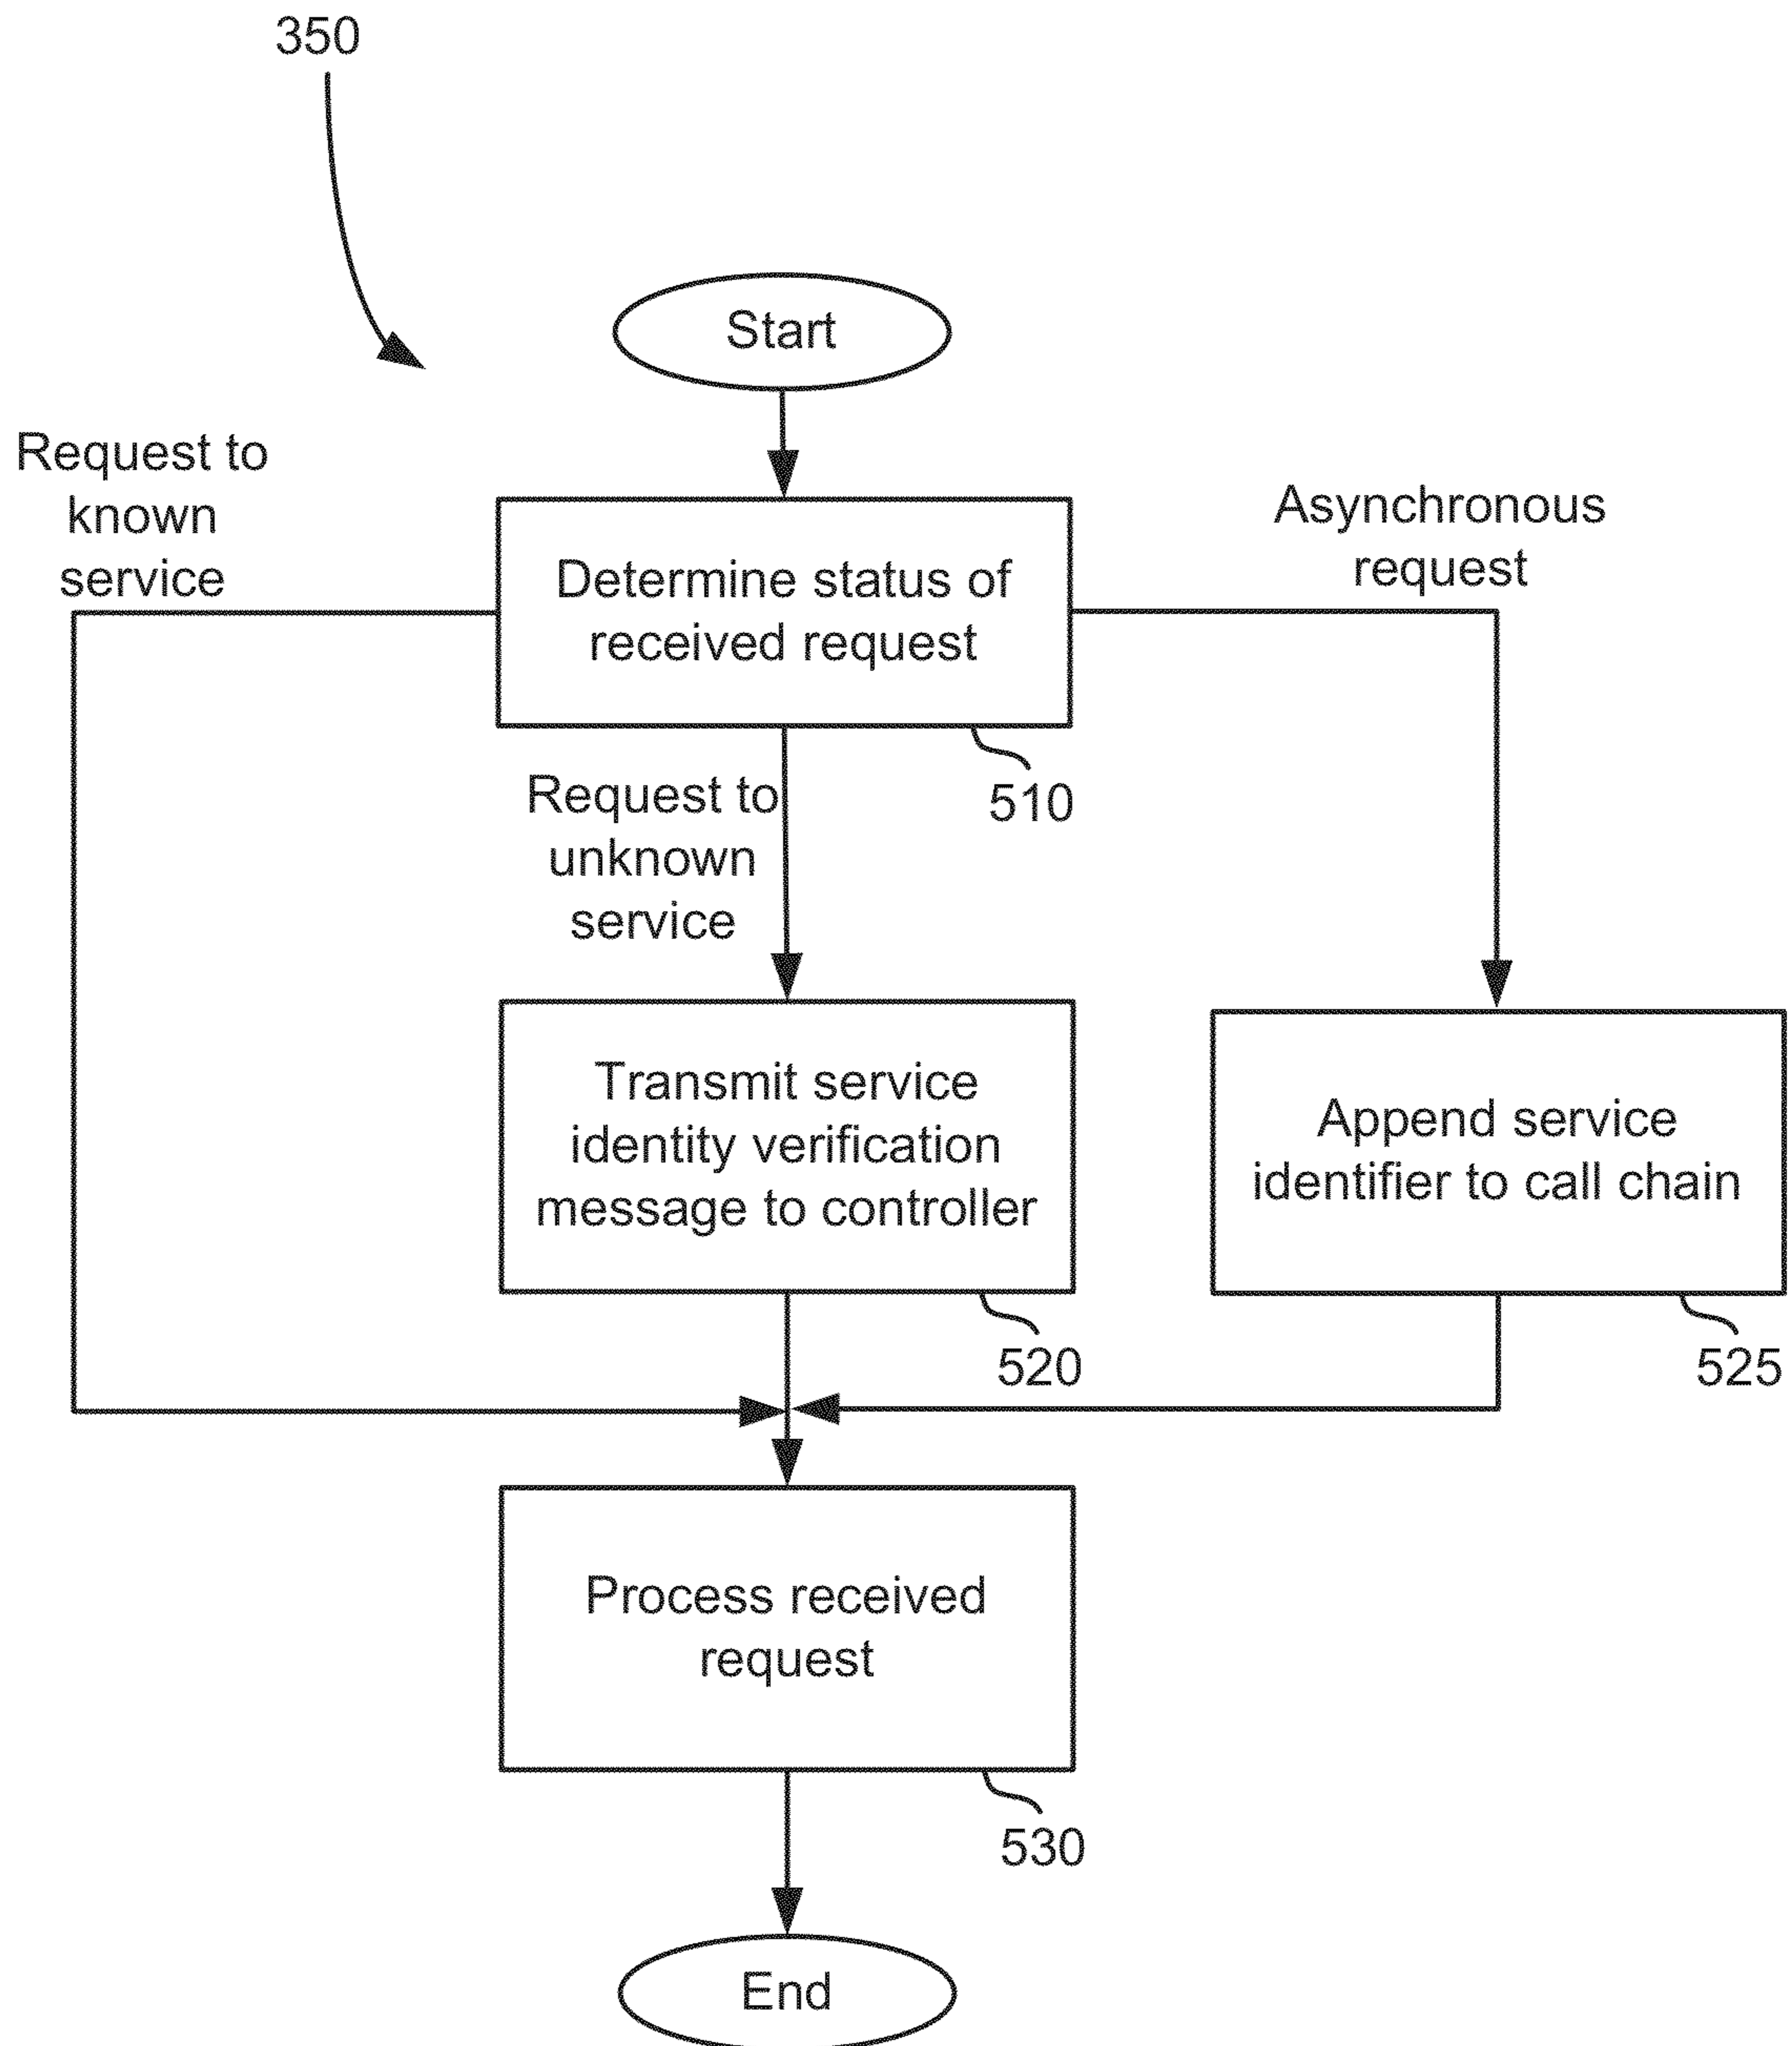 350
Start
Request to
known
service
Determine status of
received request
Asynchronous
request
510
Request to
unknown
service
Transmit service
identity verification
message to controller
520
Append service
identifier to call chain
525
Process received
request
530
End